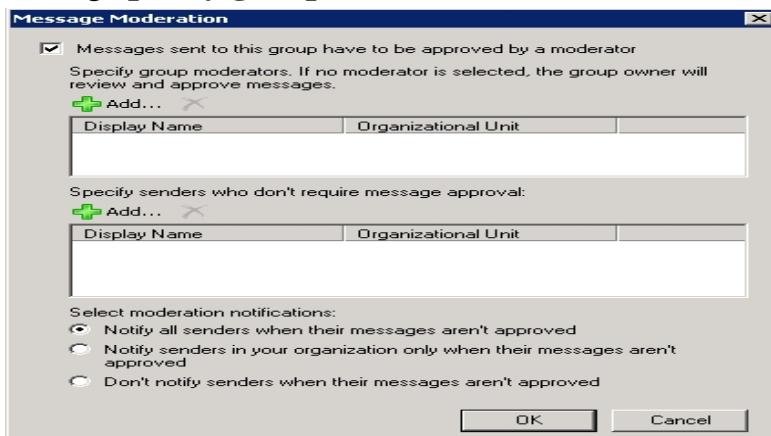 Message Moderation
Messages sent to this group have to be approved by a moderator
Specify group moderators. If no moderator is selected, the group owner will
review and approve messages.
Add...
Display Name Organizational Unit
Specify senders who don't require message approval:
Add...
Display Name Organizational Unit
Select moderation notifications:
Notify all senders when their messages aren't approved
Notify senders in your organization only when their messages aren't
approved
Don't notify senders when their messages aren't approved
OK Cancel